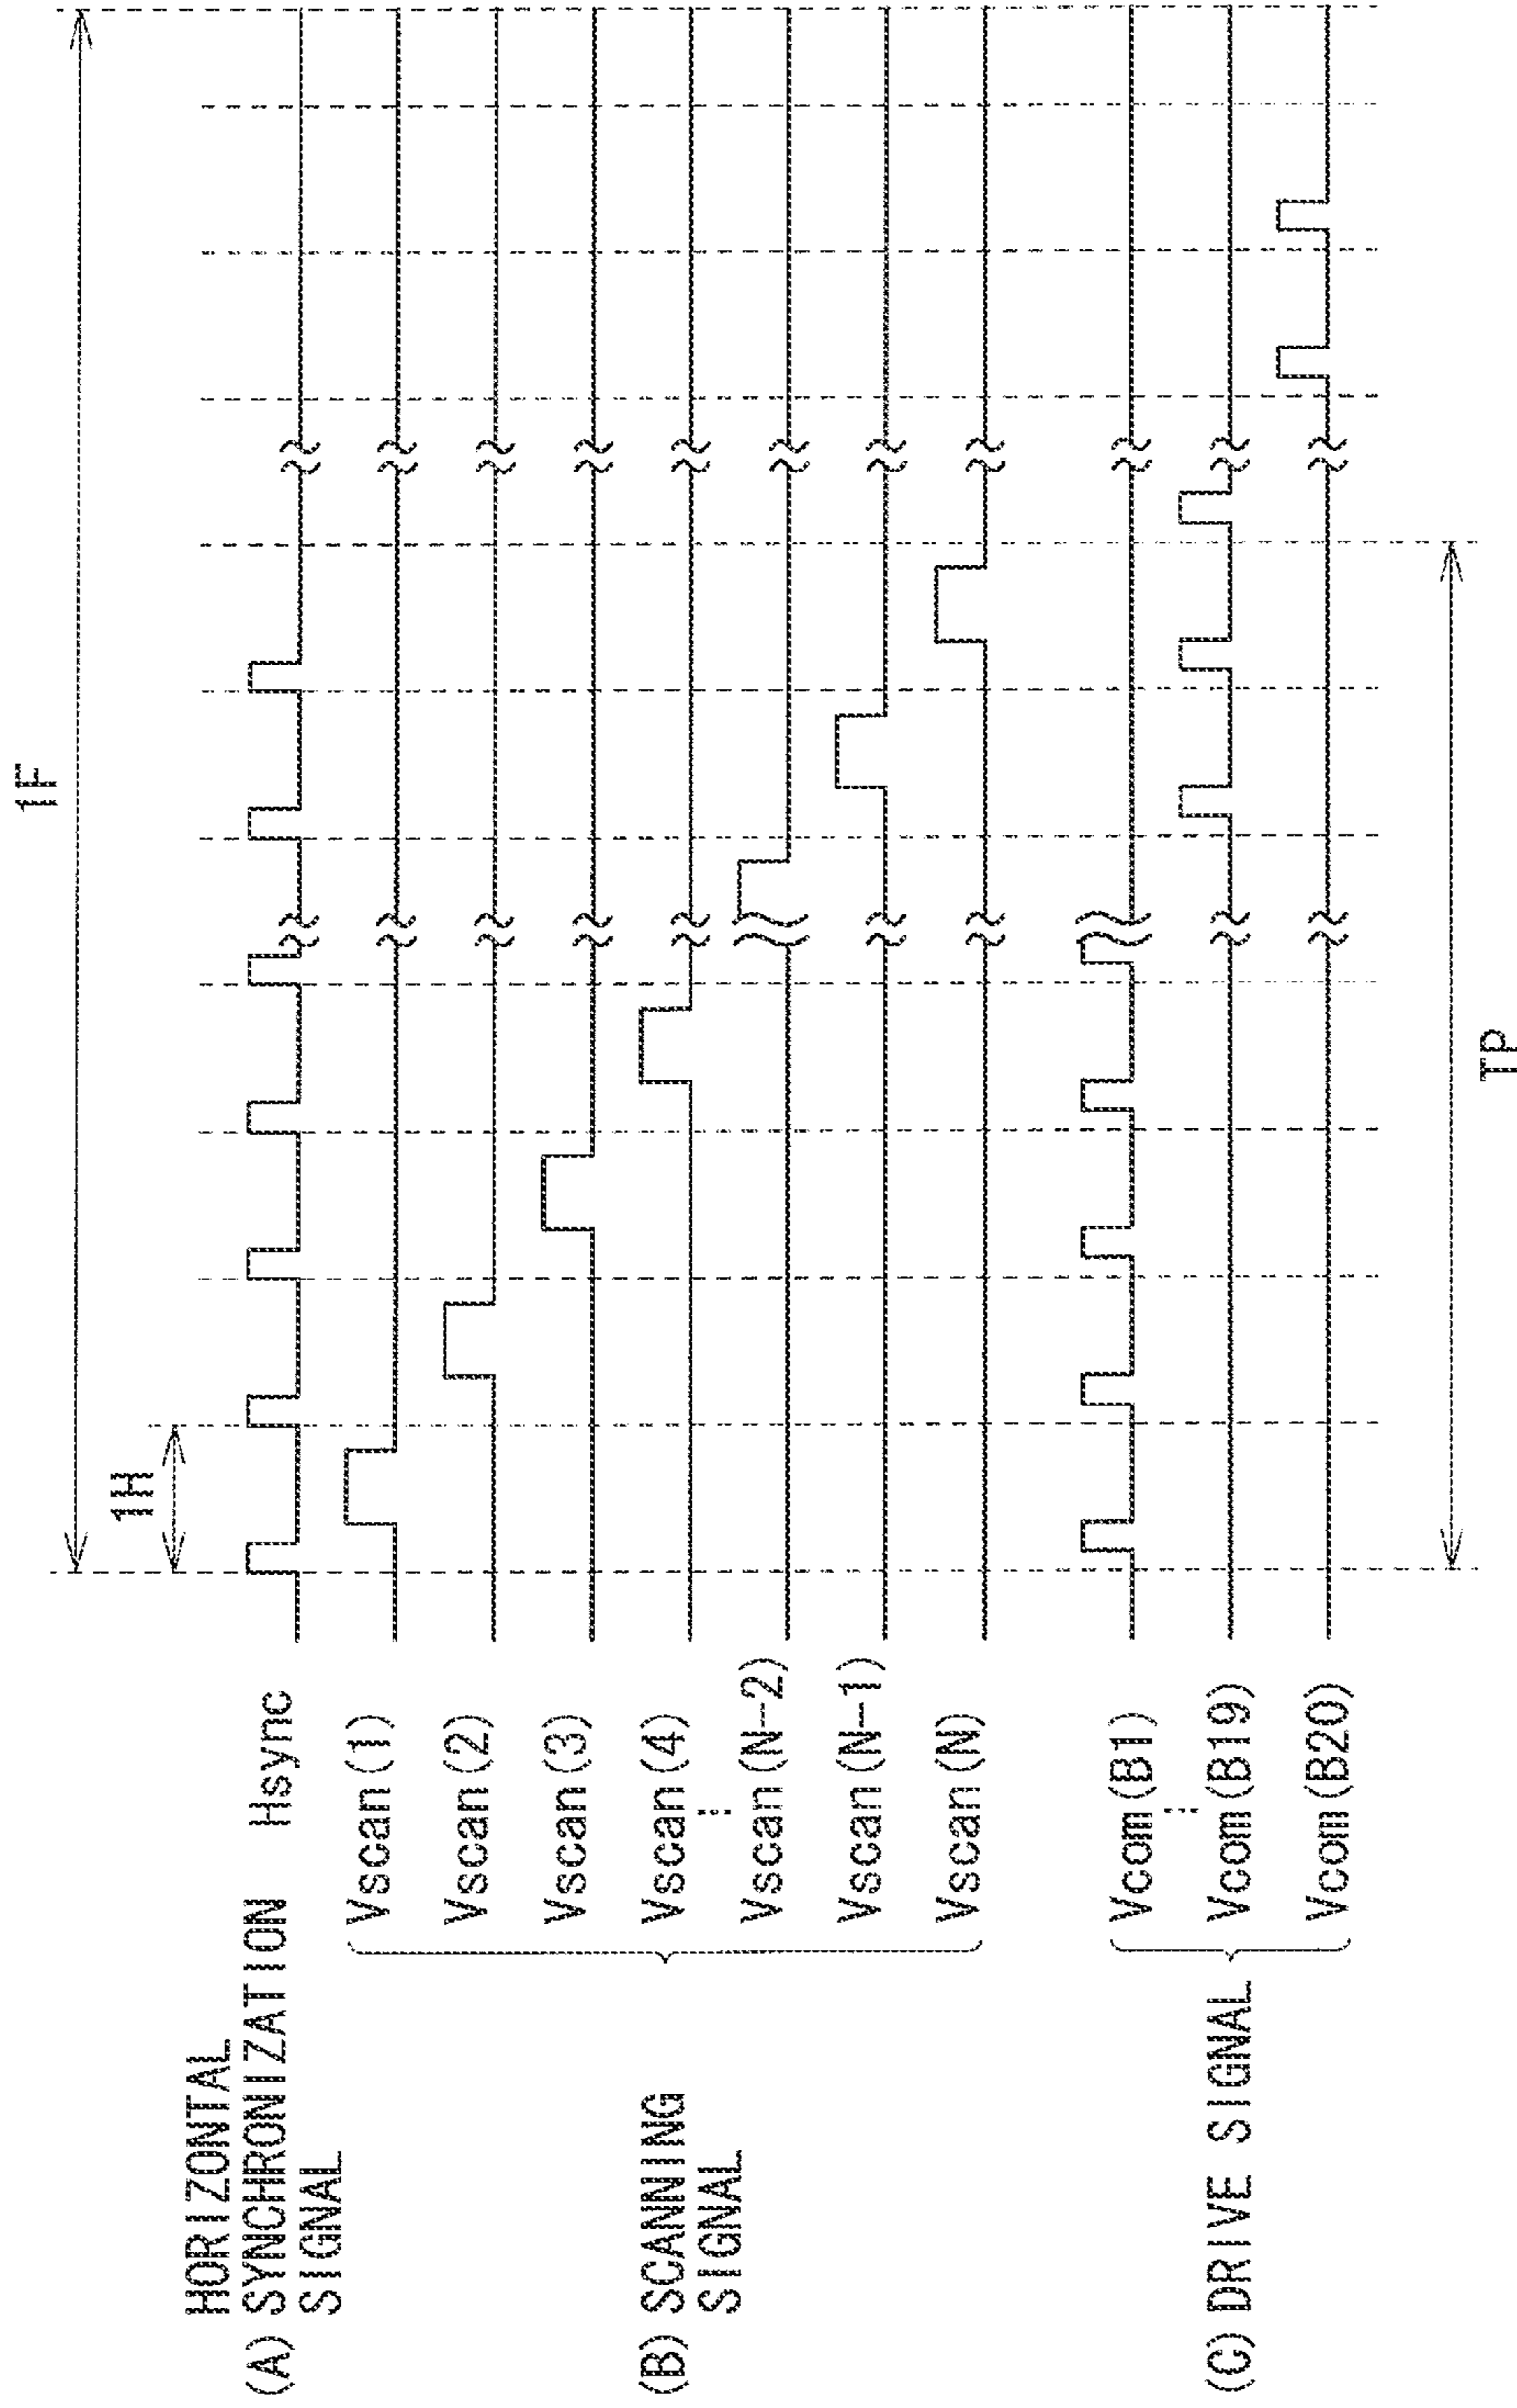 1F
1H
HORIZONTAL
(A) SYNCHRONIZATION Hsync
SIGNAL
Vscan(1)
Vscan(2)
Vscan(3)
(B) SCANNING Vscan(4)
SIGNAL
Vscan(N-2)
Vscan(N-1)
Vscan(N)
Vcom(B1)
(C) DRIVE SIGNAL Vcom(B19)
Vcom(B20)
TP